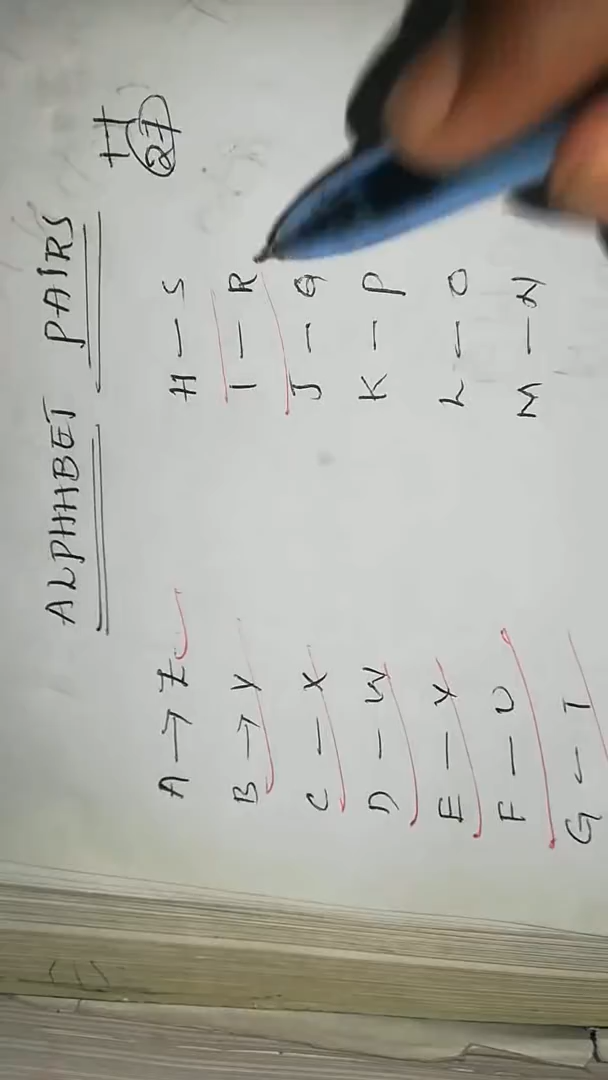 ALPHABET PAIRS
A → Z
B → Y
C — X
D — W
E — V
F — U
G — T
H — S
I — R
J — Q
K — P
L — O
M — N
H